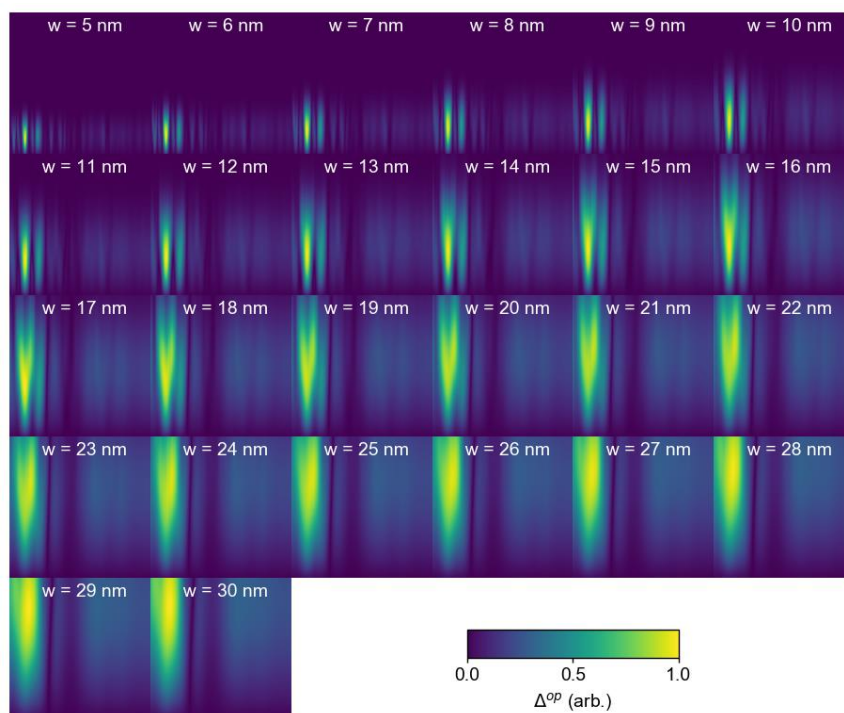 w = 5 nm w = 6 nm w = 7 nm w = 8 nm w = 9 nm w = 10 nm
w = 11 nm w = 12 nm w = 13 nm w = 14 nm w = 15 nm w = 16 nm
w = 17 nm w = 18 nm w = 19 nm w = 20 nm w = 21 nm w = 22 nm
w = 23 nm w = 24 nm w = 25 nm w = 26 nm w = 27 nm w = 28 nm
w = 29 nm w = 30 nm
0.0 0.5 1.0
Δᵒᵖ (arb.)